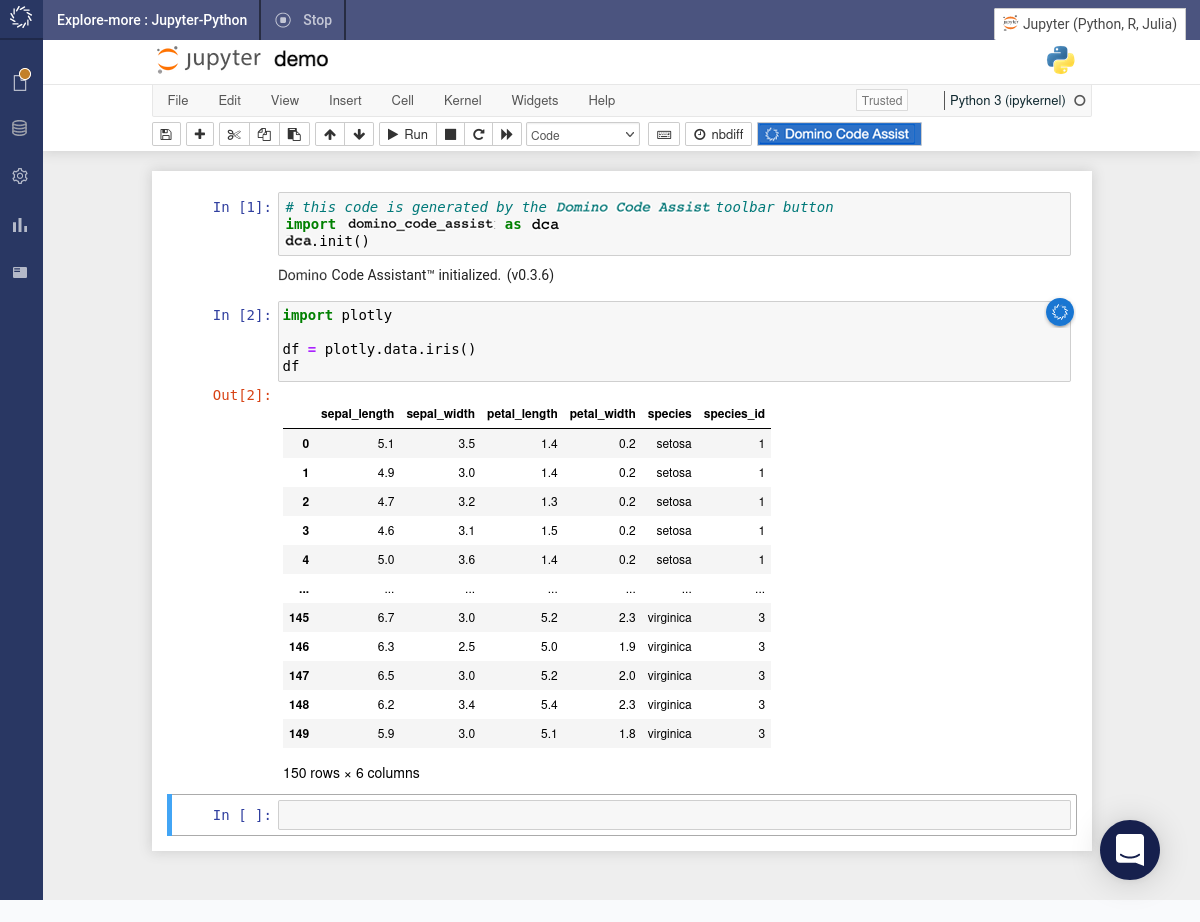 Explore-more : Jupyter-Python Stop Jupyter (Python, R, Julia)
jupyter demo
File Edit View Insert Cell Kernel Widgets Help Trusted Python 3 (ipykernel)
Run Code nbdiff Domino Code Assist
In [1]: # this code is generated by the Domino Code Assist toolbar button
import domino_code_assist as dca
dca.init()
Domino Code Assistant™ initialized. (v0.3.6)
In [2]: import plotly
df = plotly.data.iris()
df
Out[2]:
sepal_length sepal_width petal_length petal_width species species_id
0 5.1 3.5 1.4 0.2 setosa 1
1 4.9 3.0 1.4 0.2 setosa 1
2 4.7 3.2 1.3 0.2 setosa 1
3 4.6 3.1 1.5 0.2 setosa 1
4 5.0 3.6 1.4 0.2 setosa 1
... ... ... ... ... ... ...
145 6.7 3.0 5.2 2.3 virginica 3
146 6.3 2.5 5.0 1.9 virginica 3
147 6.5 3.0 5.2 2.0 virginica 3
148 6.2 3.4 5.4 2.3 virginica 3
149 5.9 3.0 5.1 1.8 virginica 3
150 rows × 6 columns
In [ ]: